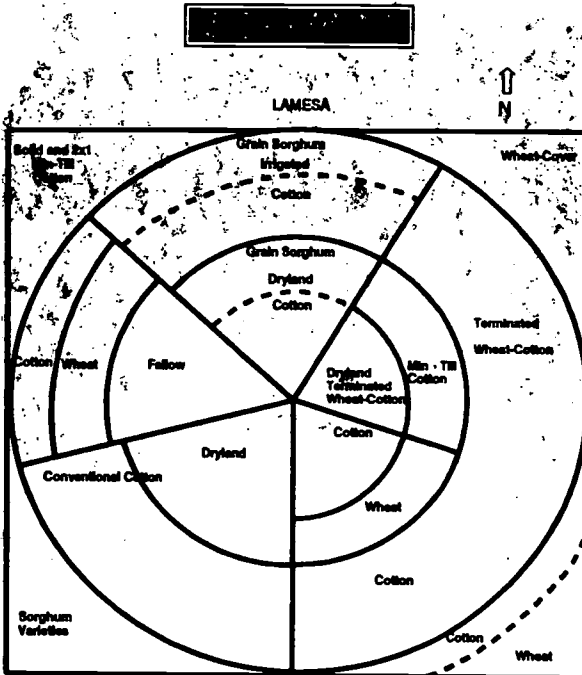 LAMESA
N
Solid and 2x1
Min-Till
Cotton
Grain Sorghum
Irrigated
Cotton
Wheat-Cover
Grain Sorghum
Dryland
Cotton
Terminated
Wheat-Cotton
Cotton
Wheat
Fallow
Dryland
Terminated
Wheat-Cotton
Min - Till
Cotton
Cotton
Dryland
Conventional Cotton
Wheat
Cotton
Sorghum
Varieties
Cotton
Wheat